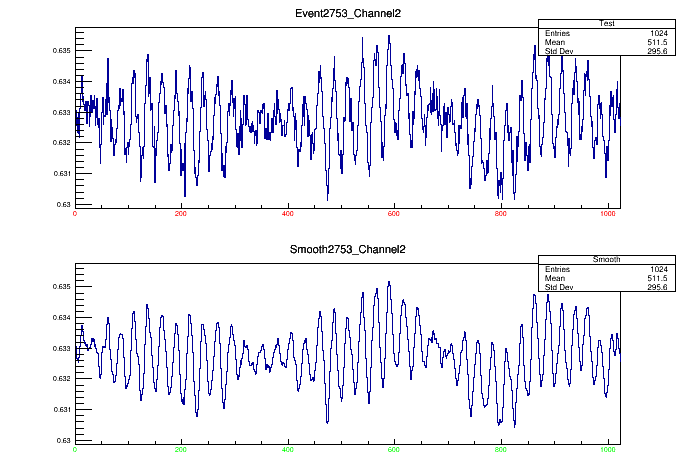 Event2753_Channel2
Test
Entries 1024
Mean 511.5
Std Dev 295.6
0.635
0.634
0.633
0.632
0.631
0.63
0 200 400 600 800 1000
Smooth2753_Channel2
Smooth
Entries 1024
Mean 511.5
Std Dev 295.6
0.635
0.634
0.633
0.632
0.631
0.63
0 200 400 600 800 1000